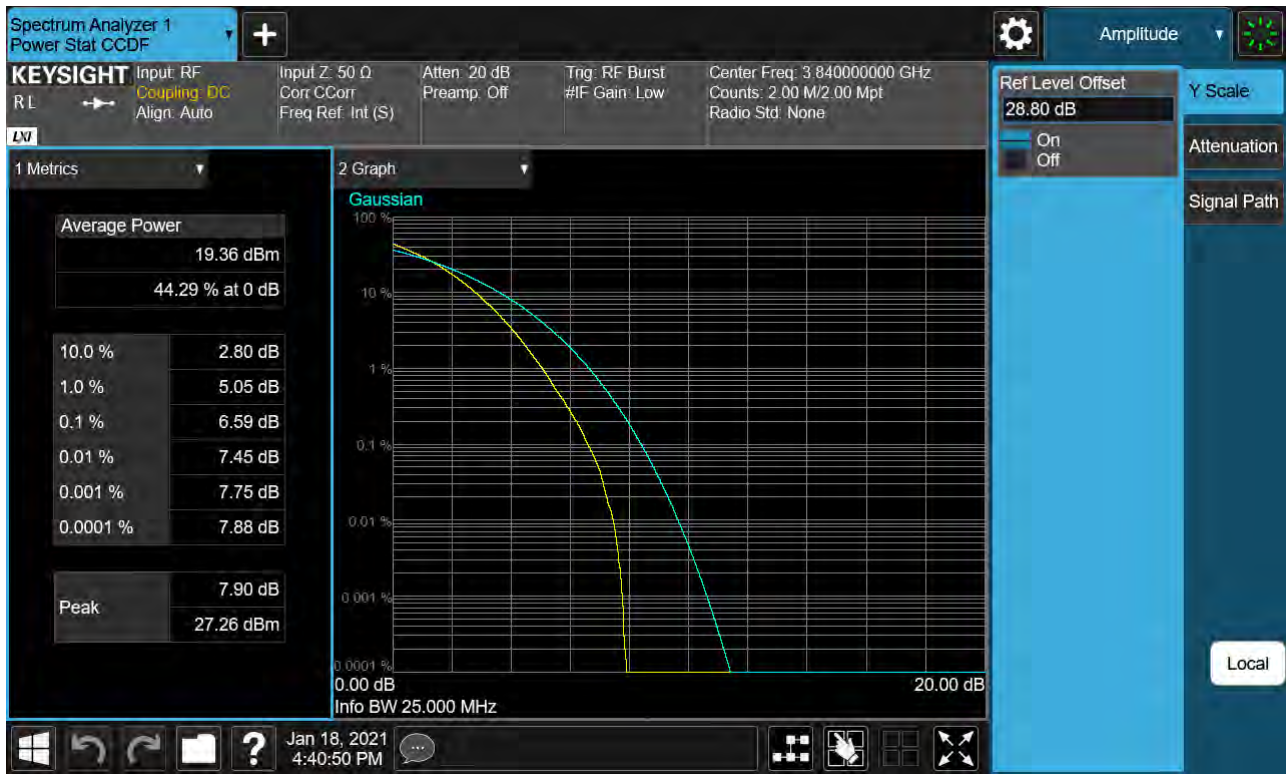 Spectrum Analyzer 1
Power Stat CCDF
Amplitude
KEYSIGHT
RL
LXI
Input: RF
Coupling: DC
Align: Auto
Input Z: 50 Ω
Corr CCorr
Freq Ref: Int (S)
Atten: 20 dB
Preamp: Off
Trig: RF Burst
#IF Gain: Low
Center Freq: 3.840000000 GHz
Counts: 2.00 M/2.00 Mpt
Radio Std: None
Ref Level Offset
28.80 dB
On
Off
Y Scale
Attenuation
Signal Path
Local
1 Metrics
Average Power
19.36 dBm
44.29 % at 0 dB
10.0 % 2.80 dB
1.0 % 5.05 dB
0.1 % 6.59 dB
0.01 % 7.45 dB
0.001 % 7.75 dB
0.0001 % 7.88 dB
Peak
7.90 dB
27.26 dBm
2 Graph
Gaussian
100 %
10 %
1 %
0.1 %
0.01 %
0.001 %
0.0001 %
0.00 dB 20.00 dB
Info BW 25.000 MHz
?
Jan 18, 2021
4:40:50 PM